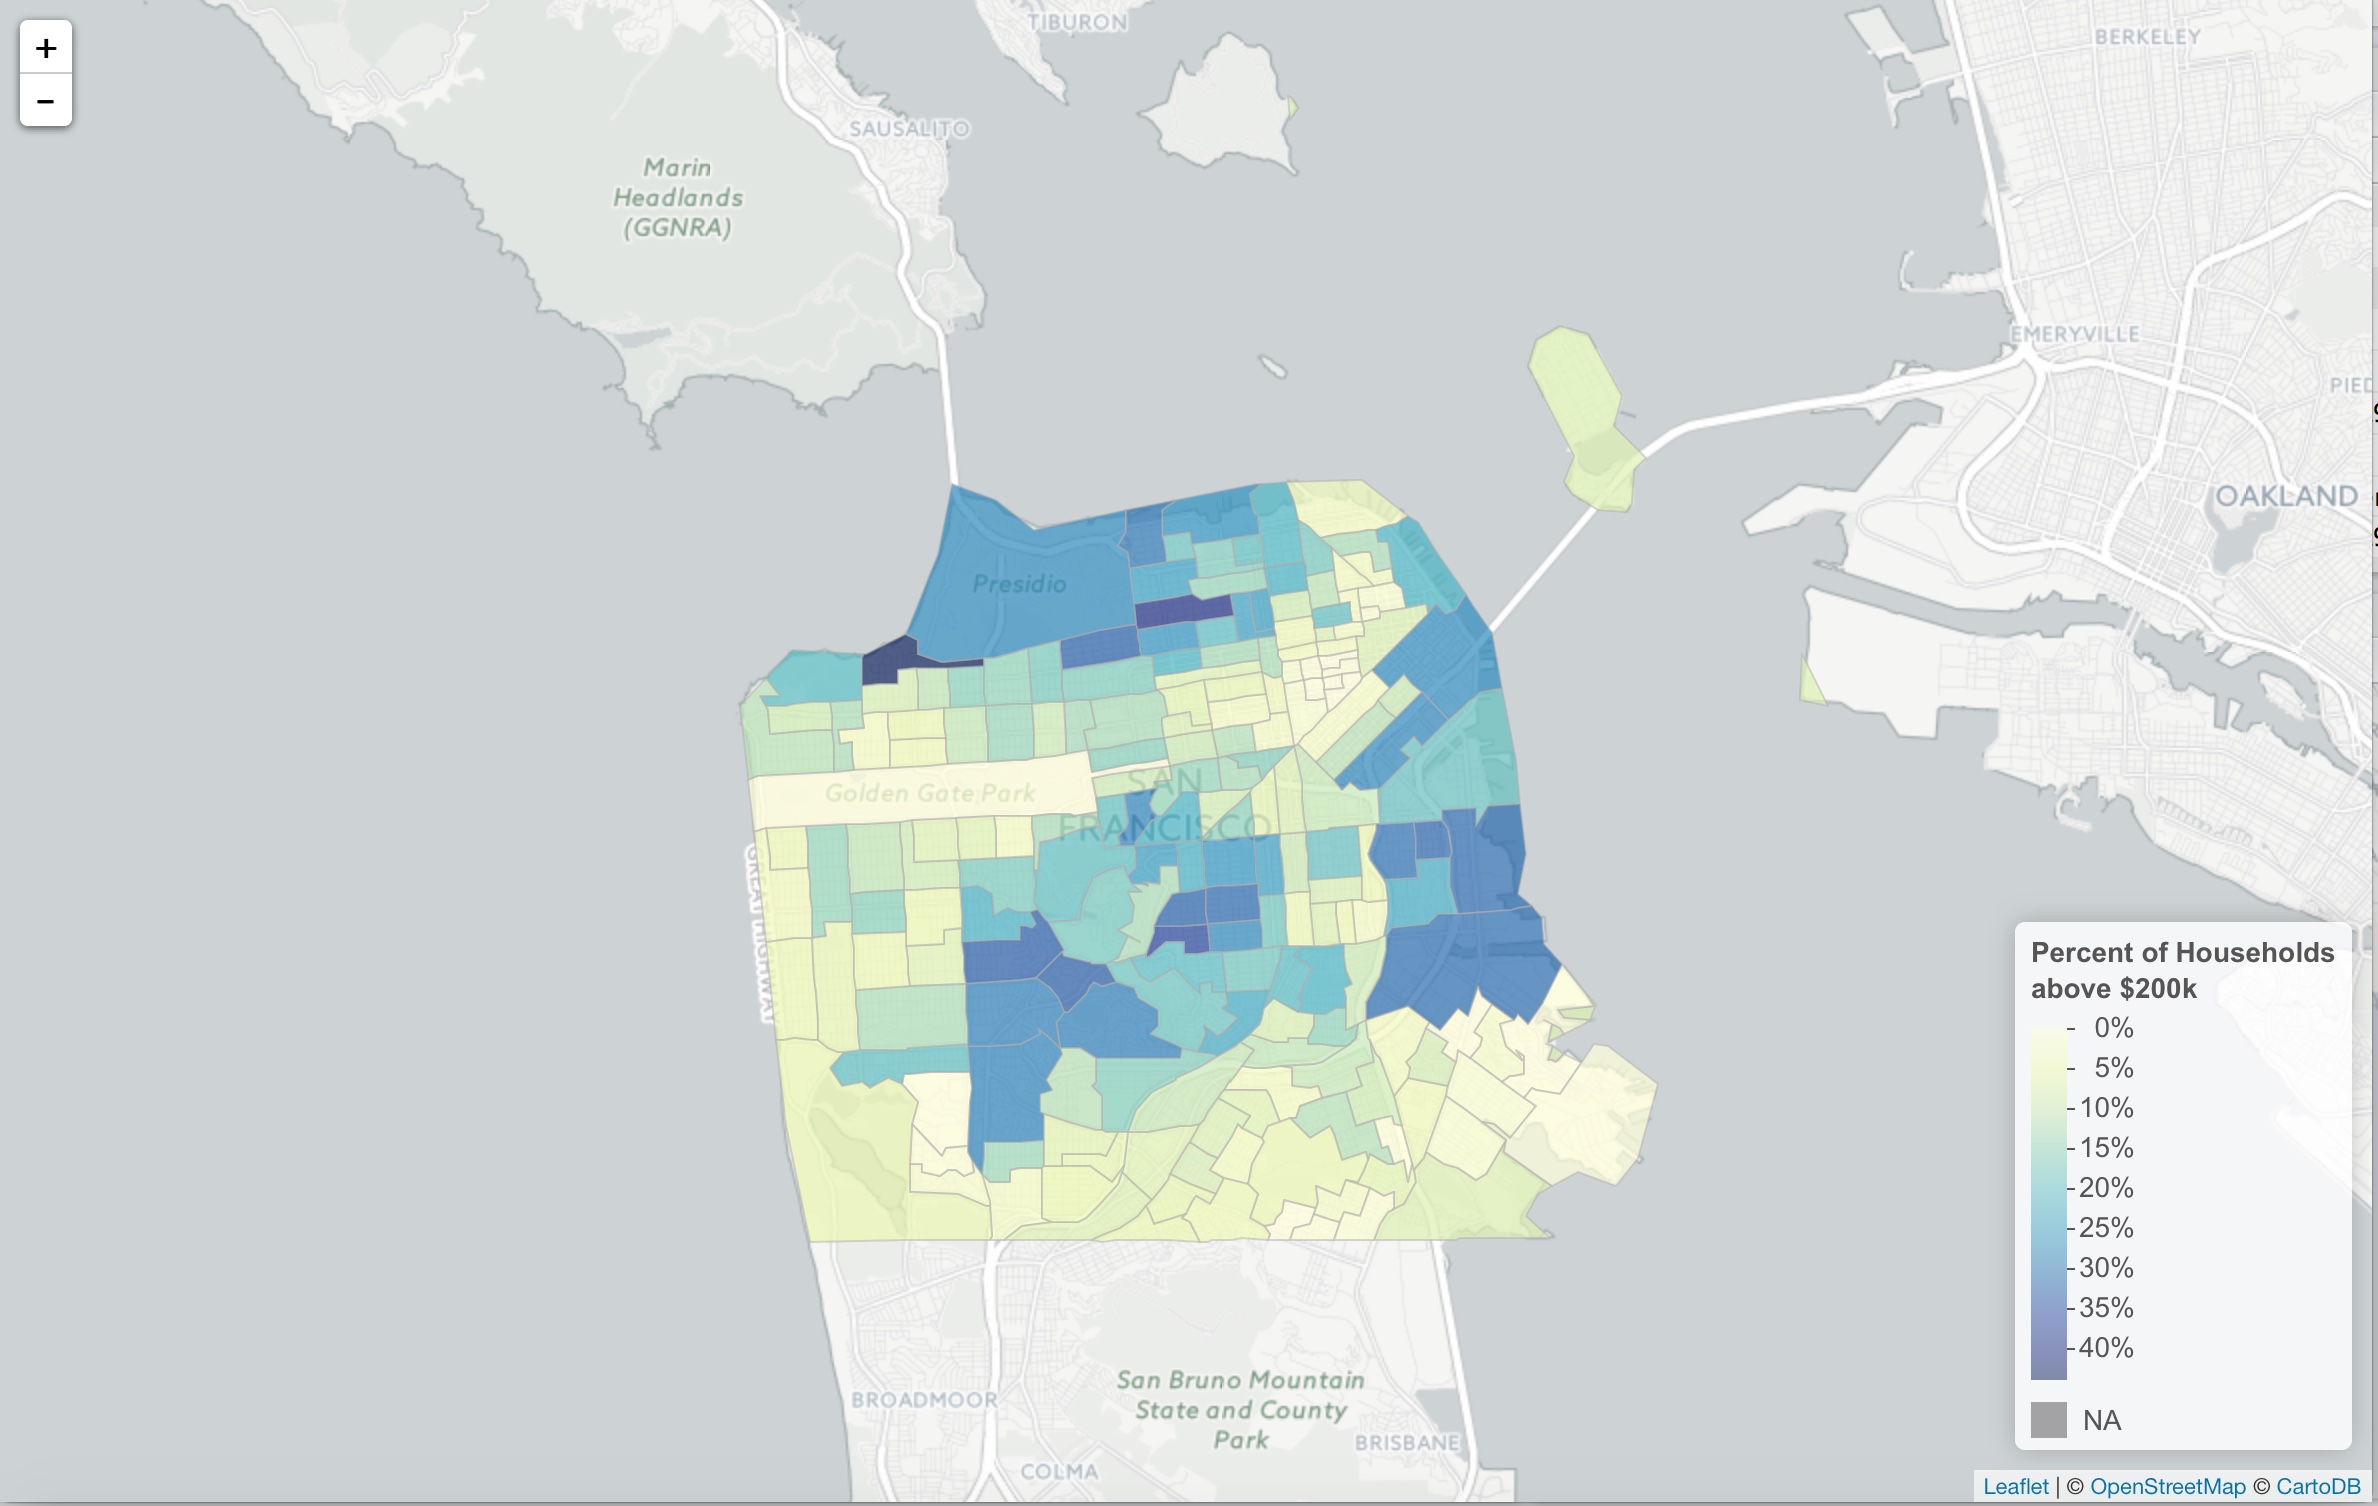 +
−
TIBURON
BERKELEY
SAUSALITO
Marin
Headlands
(GGNRA)
EMERYVILLE
PIED
OAKLAND
Presidio
SAN
FRANCISCO
Golden Gate Park
GREAT HIGHWAY
Percent of Households
above $200k
0%
5%
10%
15%
20%
25%
30%
35%
40%
NA
San Bruno Mountain
State and County
Park
BROADMOOR
BRISBANE
COLMA
Leaflet | © OpenStreetMap © CartoDB